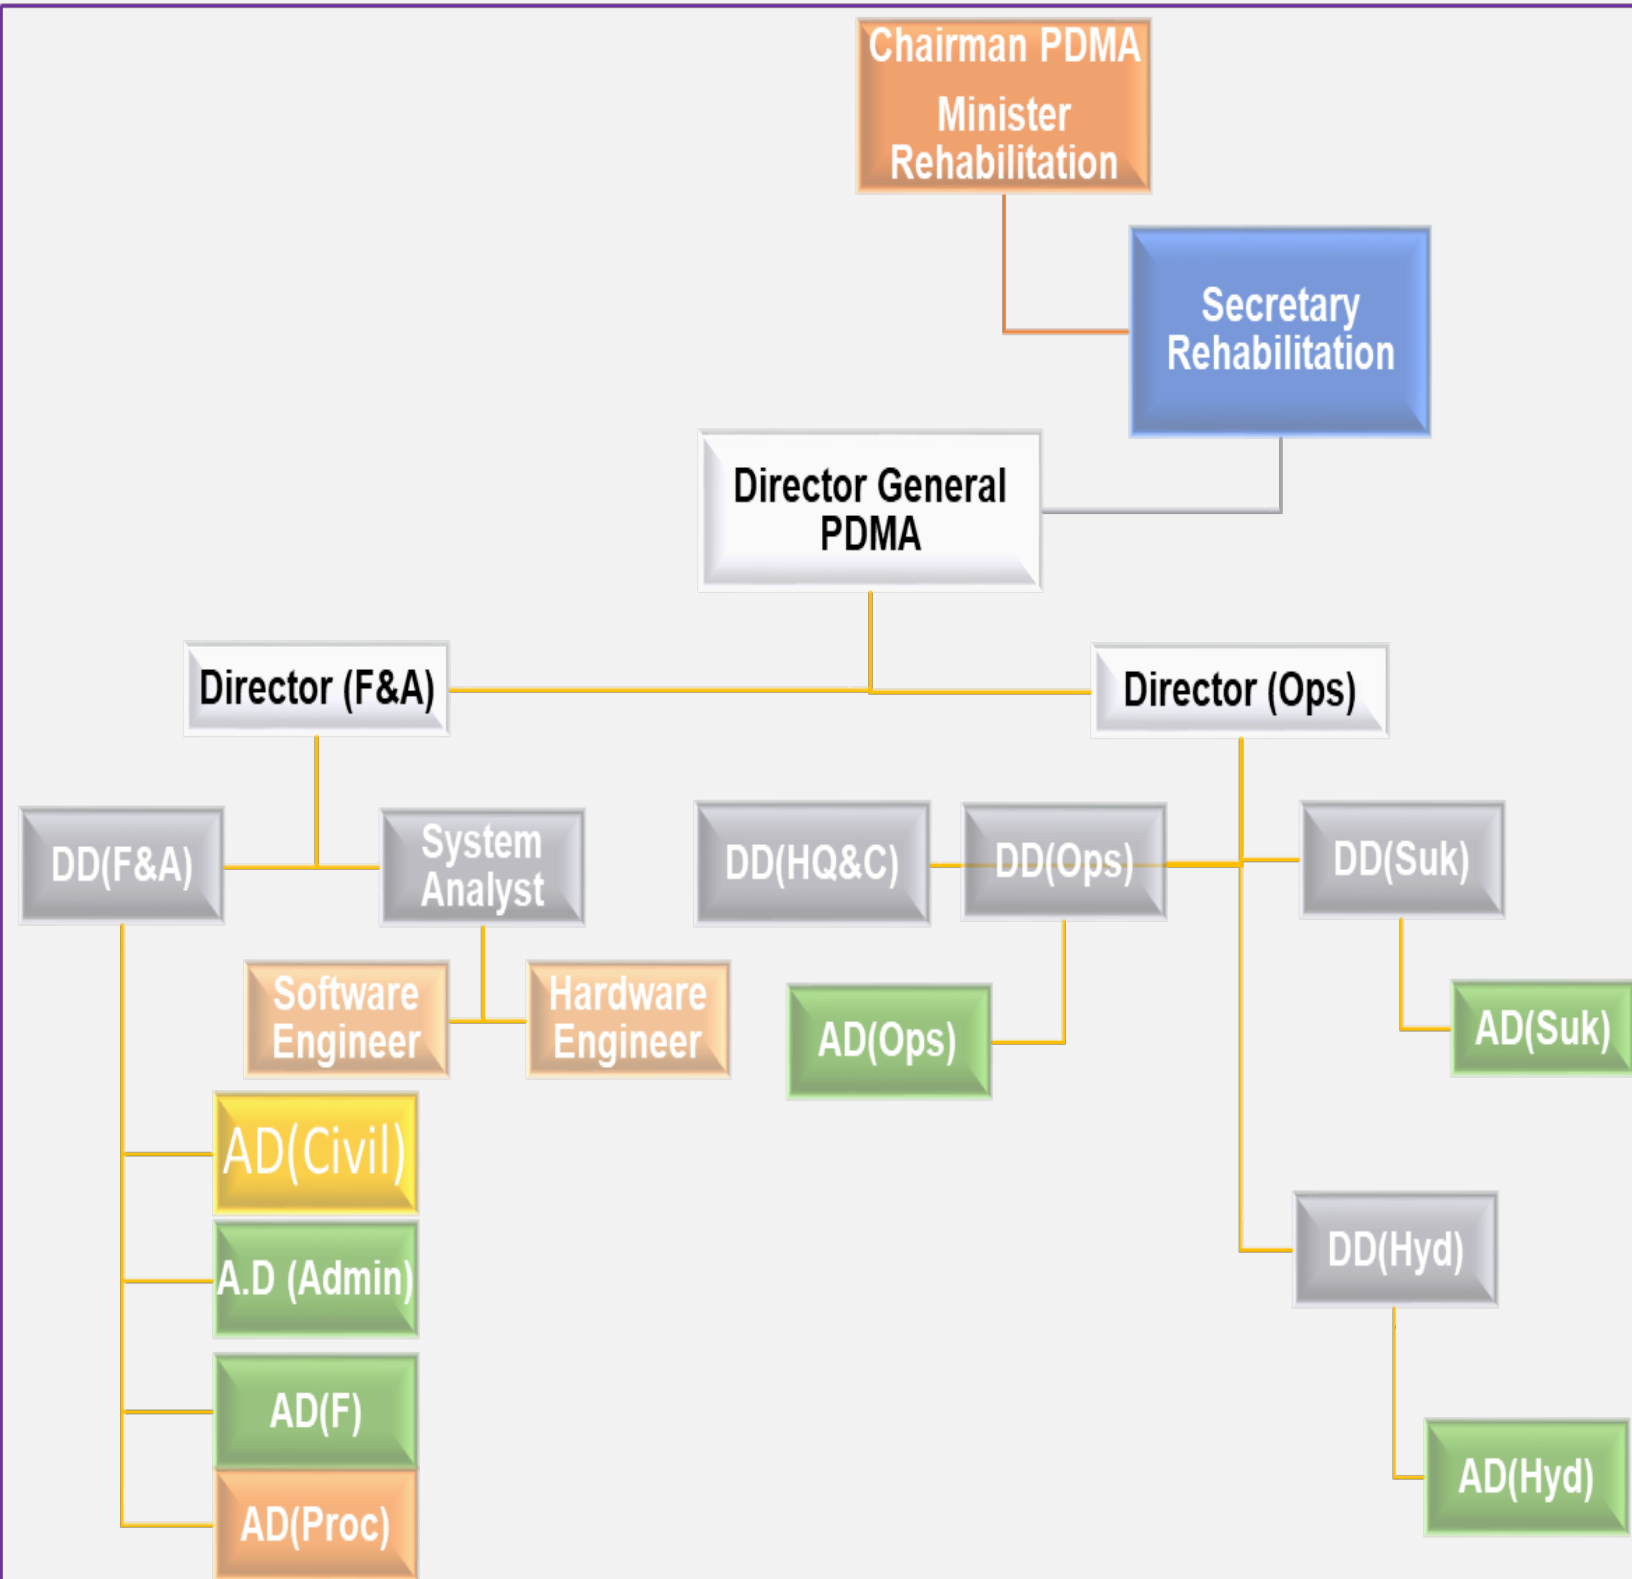 Chairman PDMA
Minister
Rehabilitation
Secretary
Rehabilitation
Director General
PDMA
Director (F&A)
Director (Ops)
DD(F&A)
System
Analyst
DD(HQ&C)
DD(Ops)
DD(Suk)
Software
Engineer
Hardware
Engineer
AD(Ops)
AD(Suk)
AD(Civil)
A.D (Admin)
DD(Hyd)
AD(F)
AD(Hyd)
AD(Proc)